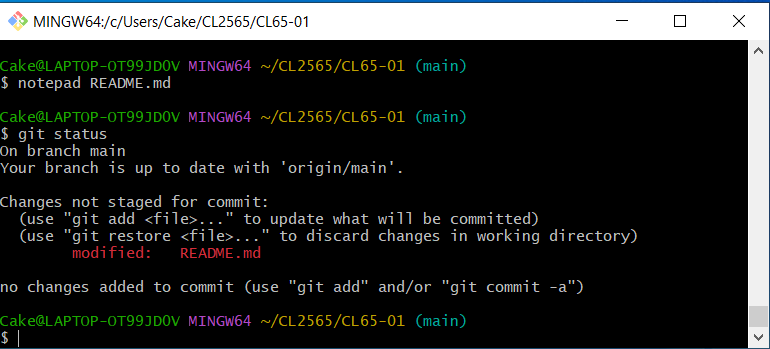 MINGW64:/c/Users/Cake/CL2565/CL65-01
Cake@LAPTOP-OT99JD0V MINGW64 ~/CL2565/CL65-01 (main)
$ notepad README.md
Cake@LAPTOP-OT99JD0V MINGW64 ~/CL2565/CL65-01 (main)
$ git status
On branch main
Your branch is up to date with 'origin/main'.
Changes not staged for commit:
  (use "git add <file>..." to update what will be committed)
  (use "git restore <file>..." to discard changes in working directory)
        modified:   README.md
no changes added to commit (use "git add" and/or "git commit -a")
Cake@LAPTOP-OT99JD0V MINGW64 ~/CL2565/CL65-01 (main)
$